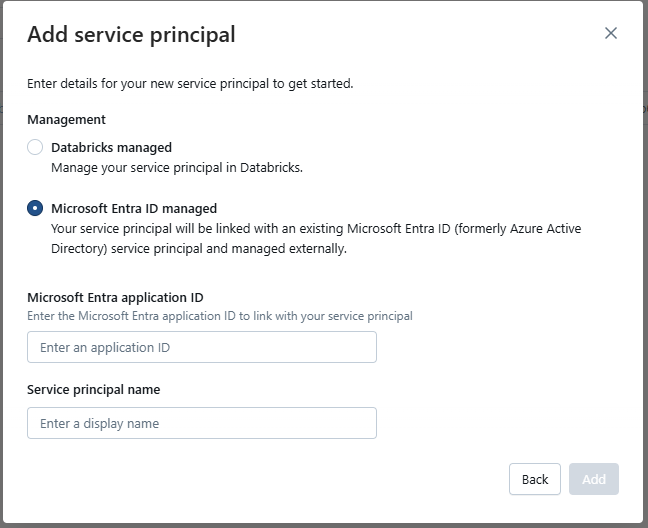 Add service principal
Enter details for your new service principal to get started.
Management
Databricks managed
Manage your service principal in Databricks.
Microsoft Entra ID managed
Your service principal will be linked with an existing Microsoft Entra ID (formerly Azure Active
Directory) service principal and managed externally.
Microsoft Entra application ID
Enter the Microsoft Entra application ID to link with your service principal
Enter an application ID
Service principal name
Enter a display name
Back
Add